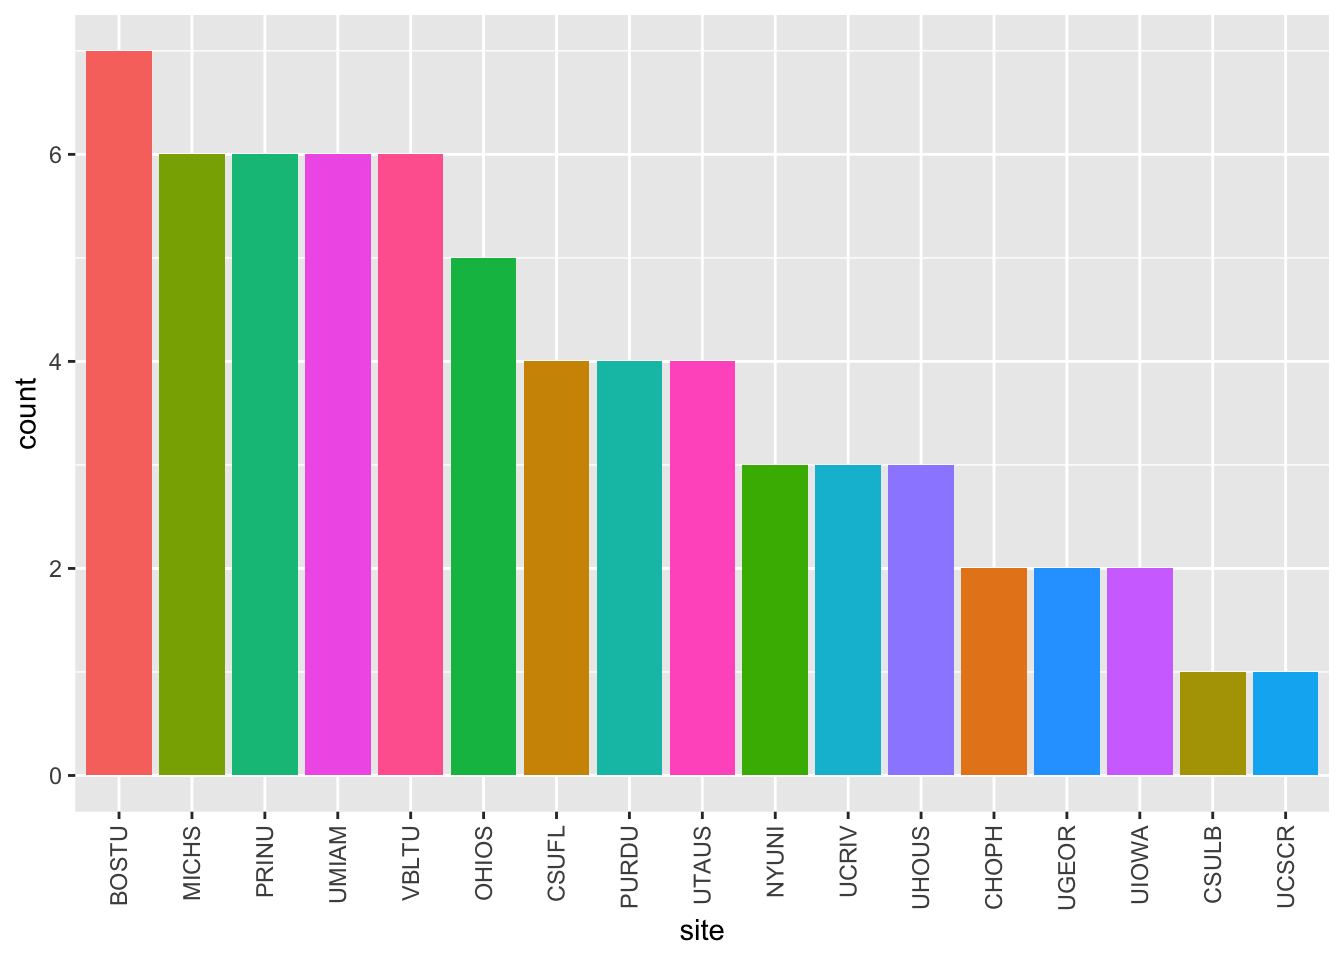 count
6
4
2
0
BOSTU
MICHS
PRINU
UMIAM
VBLTU
OHIOS
CSUFL
PURDU
UTAUS
NYUNI
UCRIV
UHOUS
CHOPH
UGEOR
UIOWA
CSULB
UCSCR
site